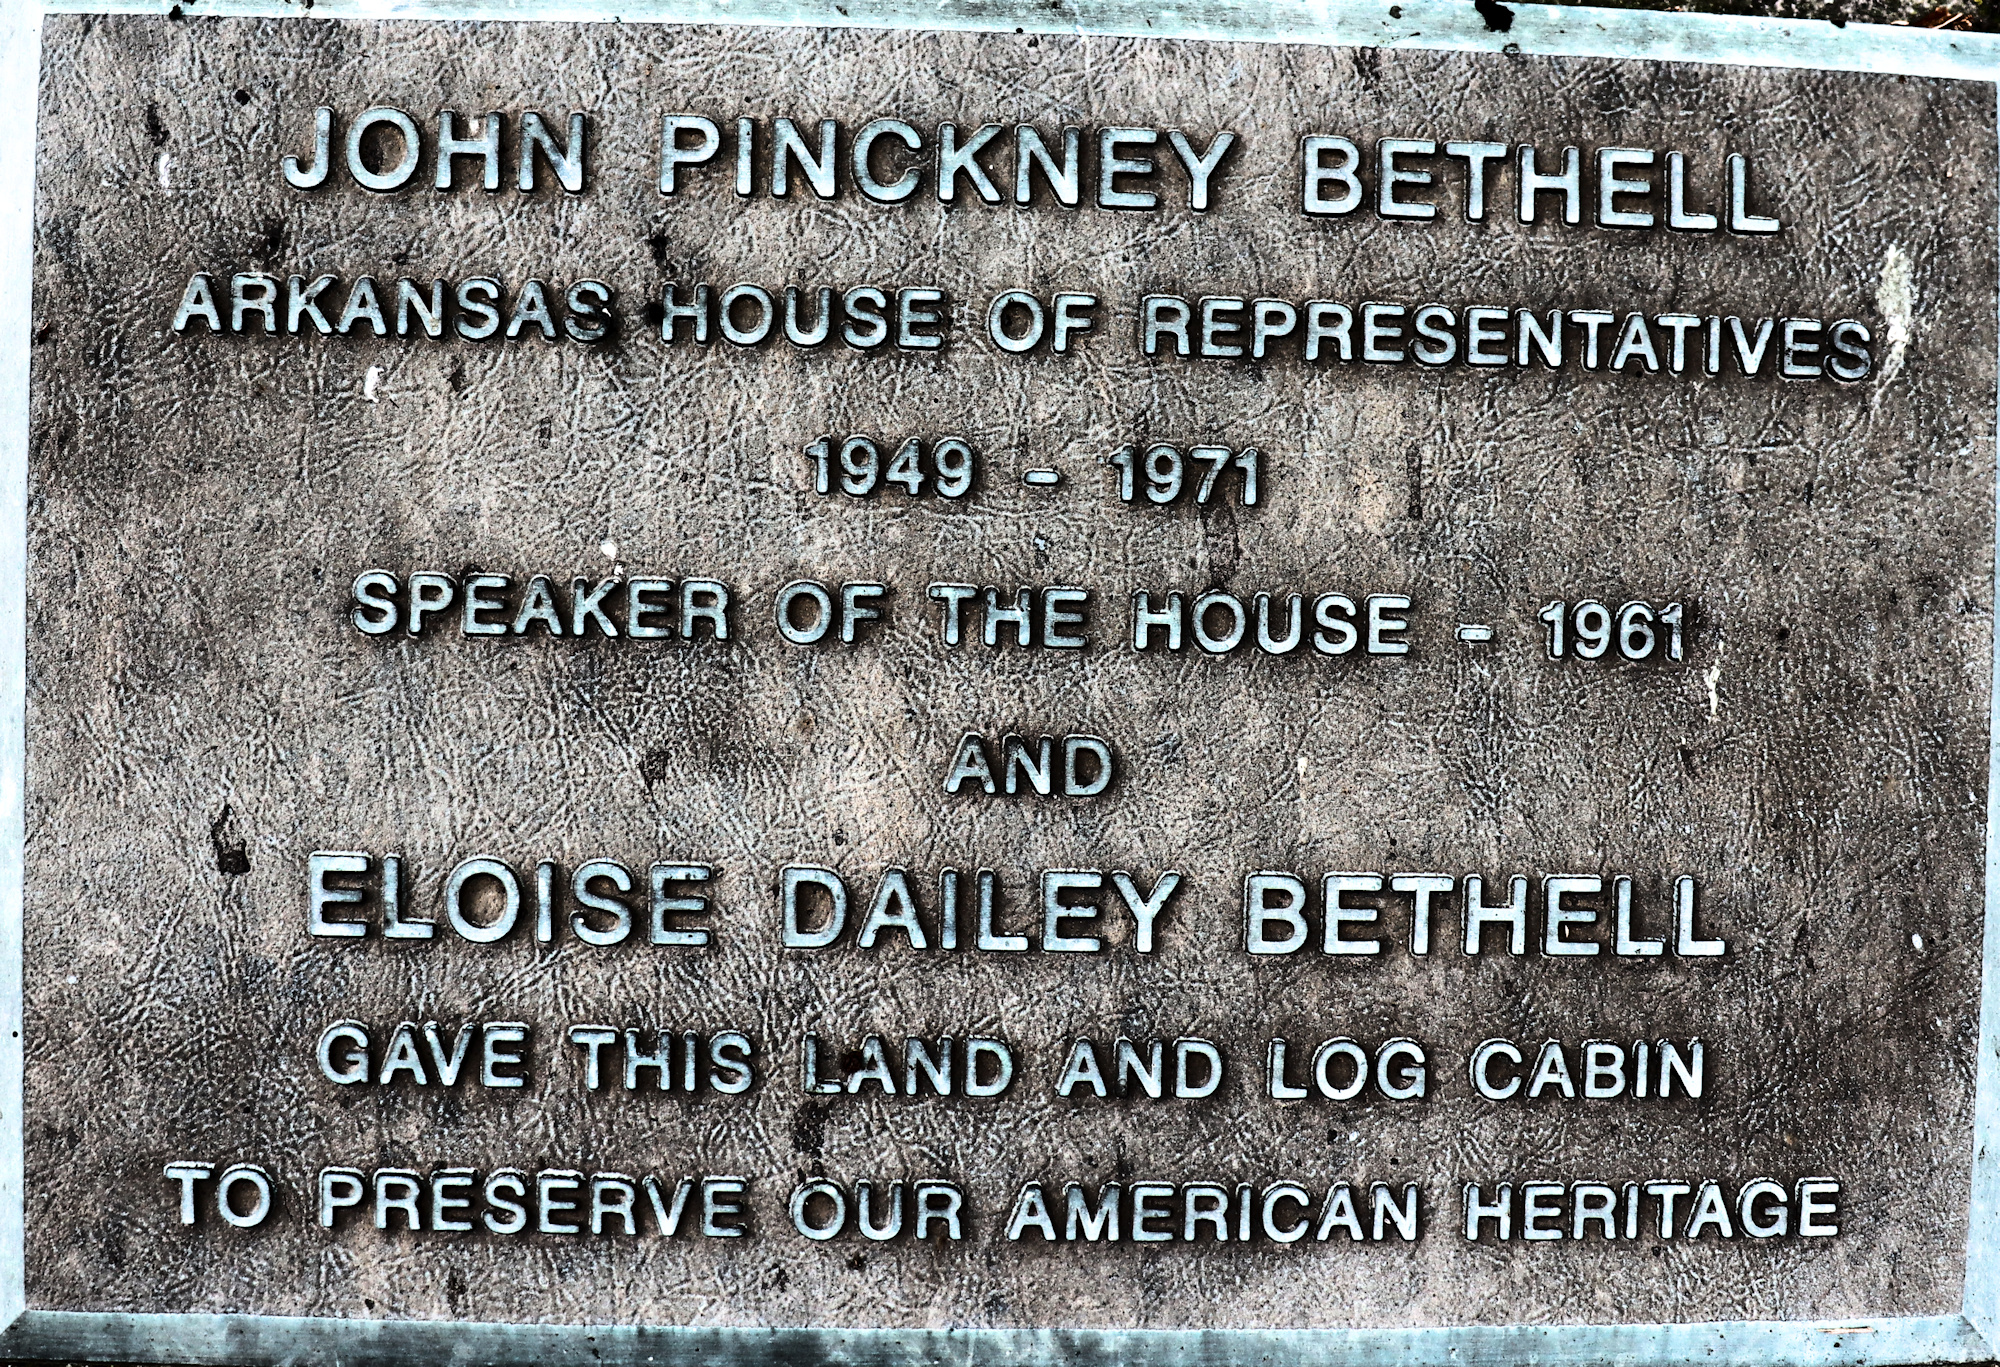 JOHN PINCKNEY BETHELL
ARKANSAS HOUSE OF REPRESENTATIVES
1949 - 1971
SPEAKER OF THE HOUSE - 1961
AND
ELOISE DAILEY BETHELL
GAVE THIS LAND AND LOG CABIN
TO PRESERVE OUR AMERICAN HERITAGE